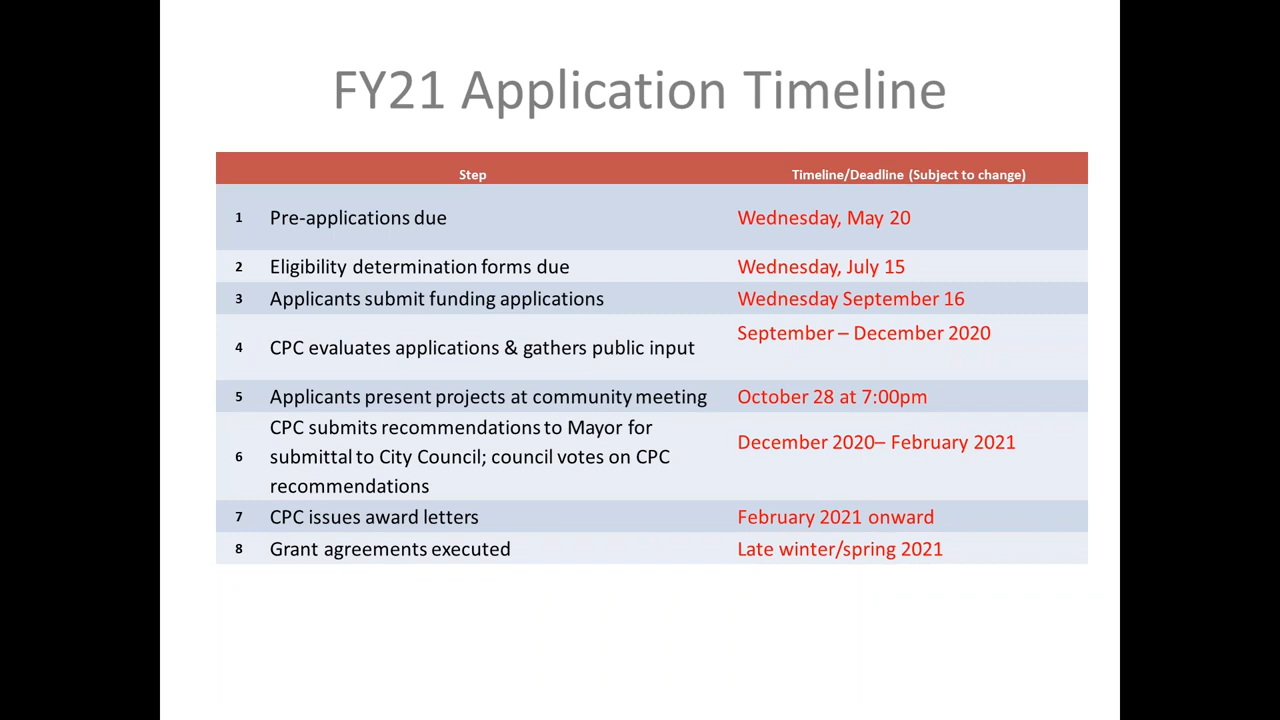 FY21 Application Timeline
Step Timeline/Deadline (Subject to change)
1 Pre-applications due Wednesday, May 20
2 Eligibility determination forms due Wednesday, July 15
3 Applicants submit funding applications Wednesday September 16
4 CPC evaluates applications & gathers public input September – December 2020
5 Applicants present projects at community meeting October 28 at 7:00pm
6 CPC submits recommendations to Mayor for
submittal to City Council; council votes on CPC
recommendations December 2020– February 2021
7 CPC issues award letters February 2021 onward
8 Grant agreements executed Late winter/spring 2021